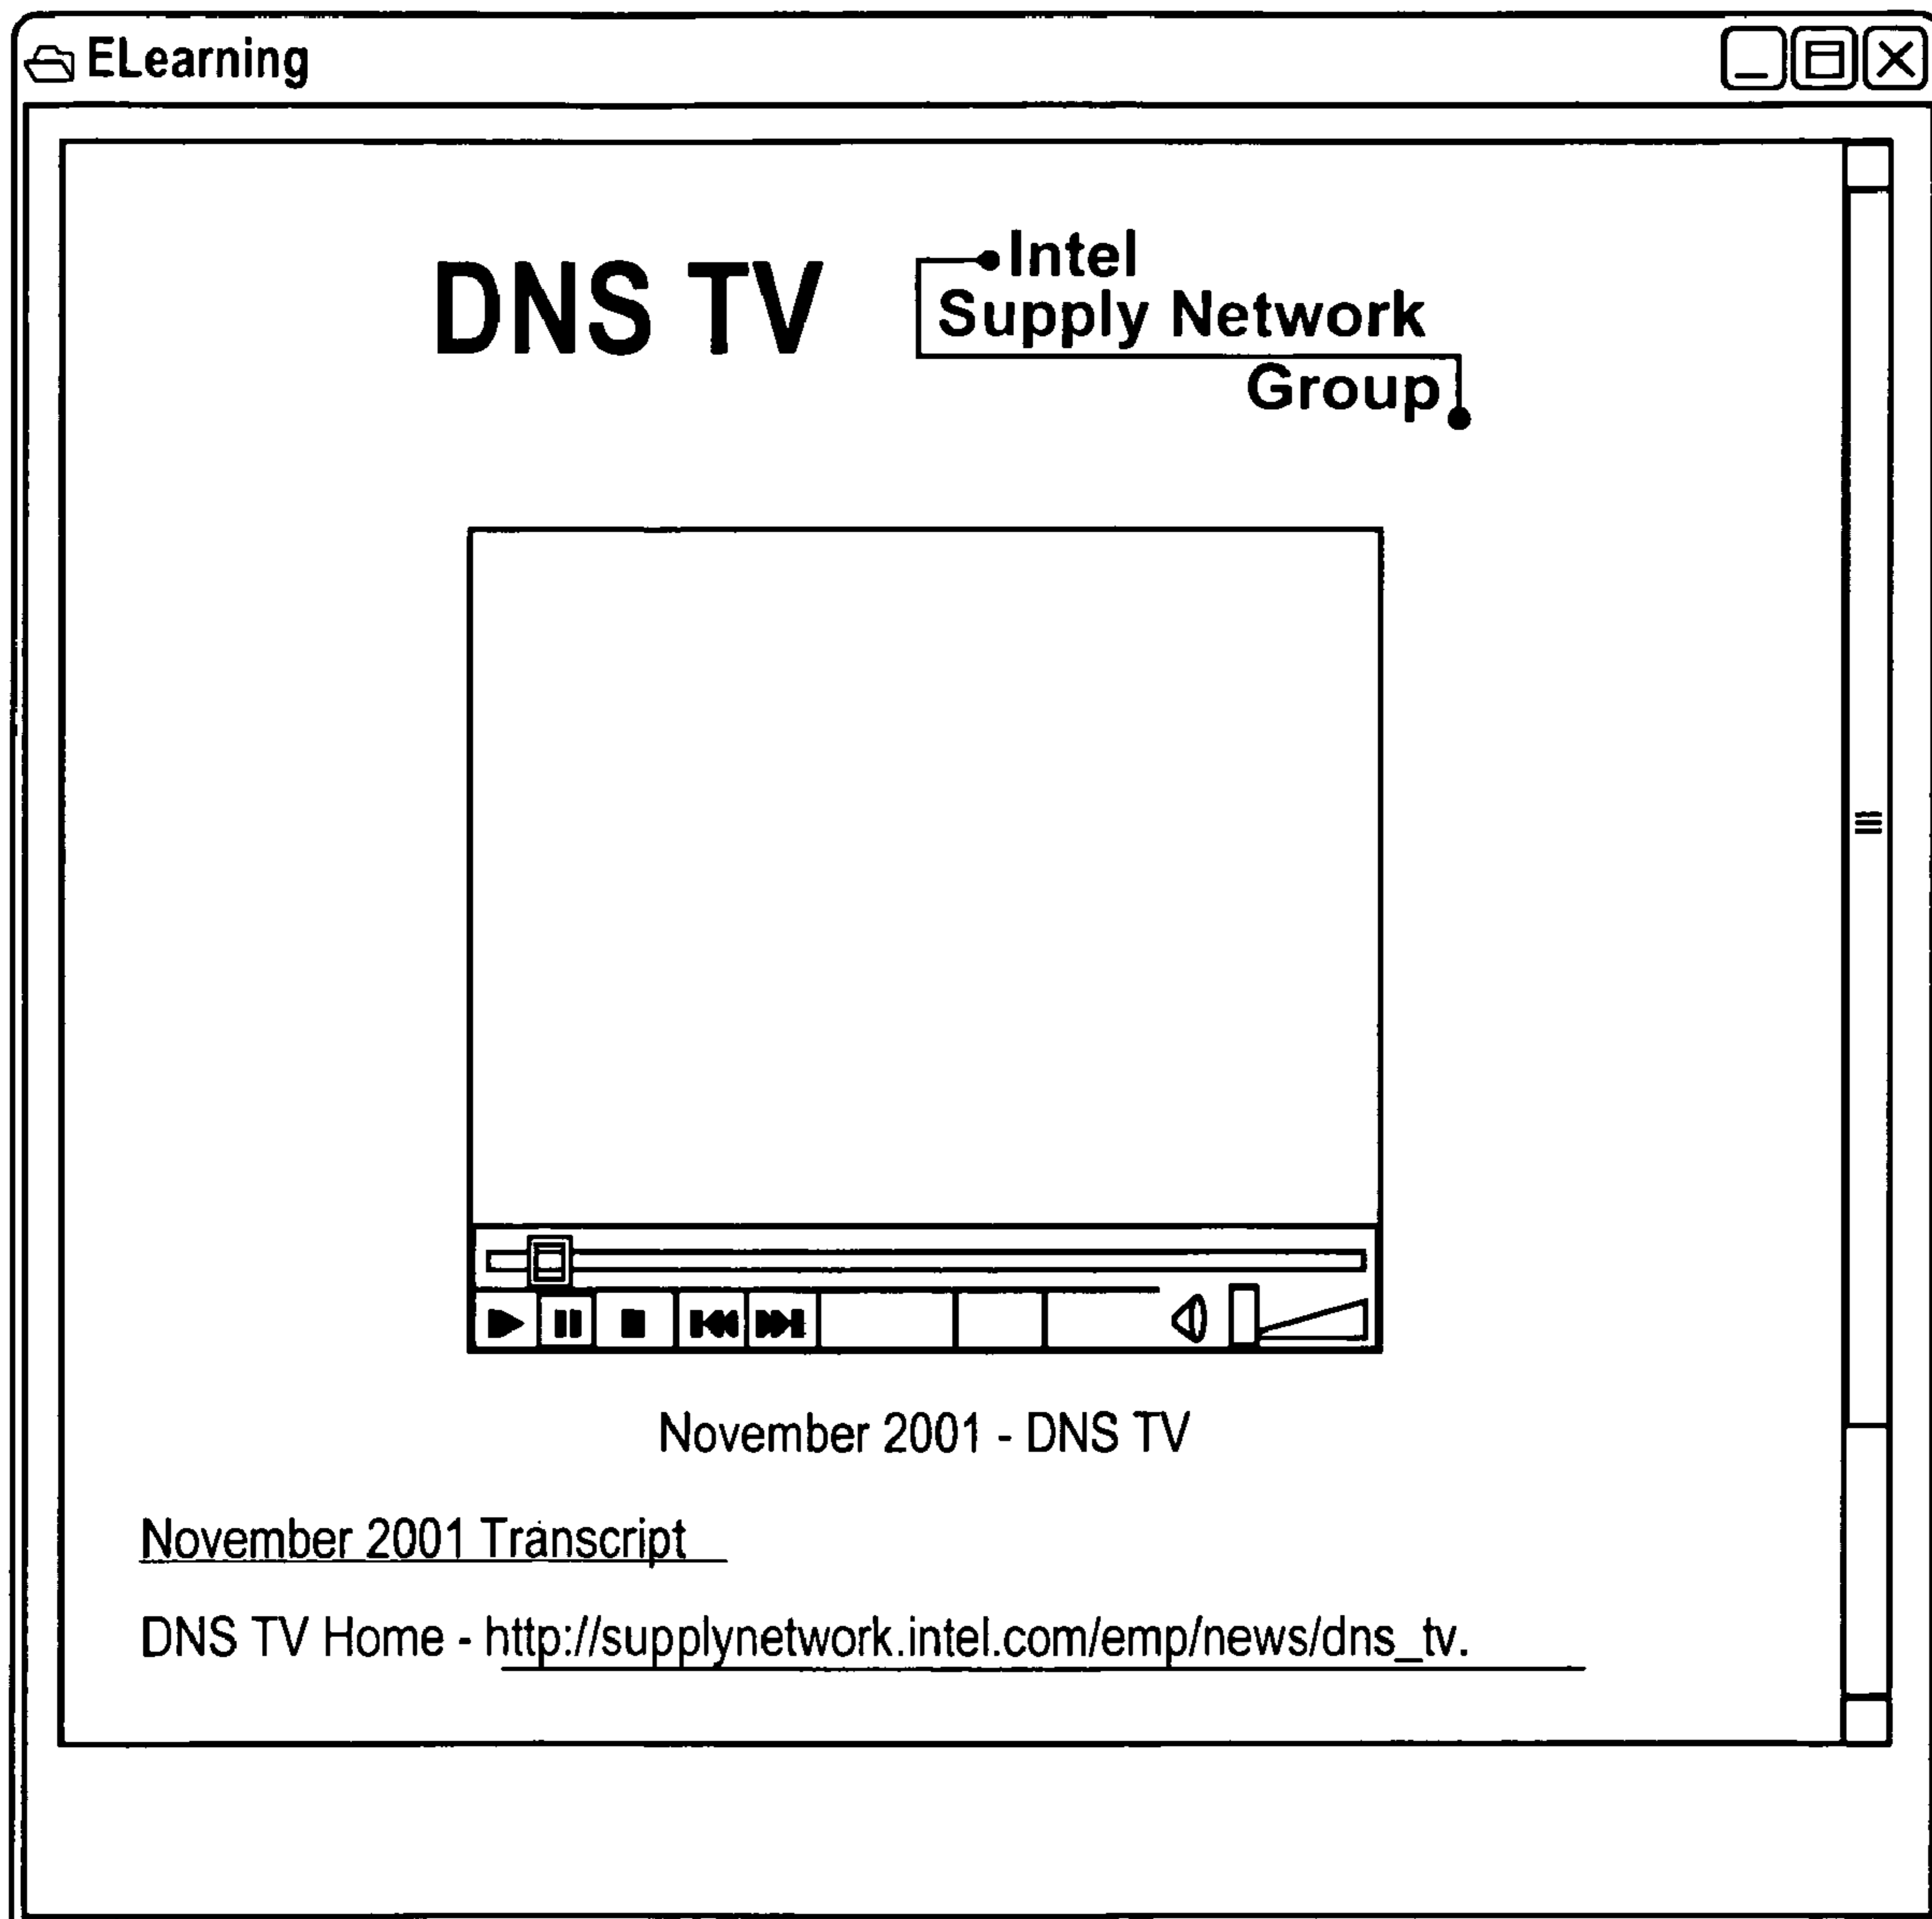 ELearning
DNS TV
Intel
Supply Network
Group
November 2001 - DNS TV
November 2001 Transcript
DNS TV Home - http://supplynetwork.intel.com/emp/news/dns_tv.